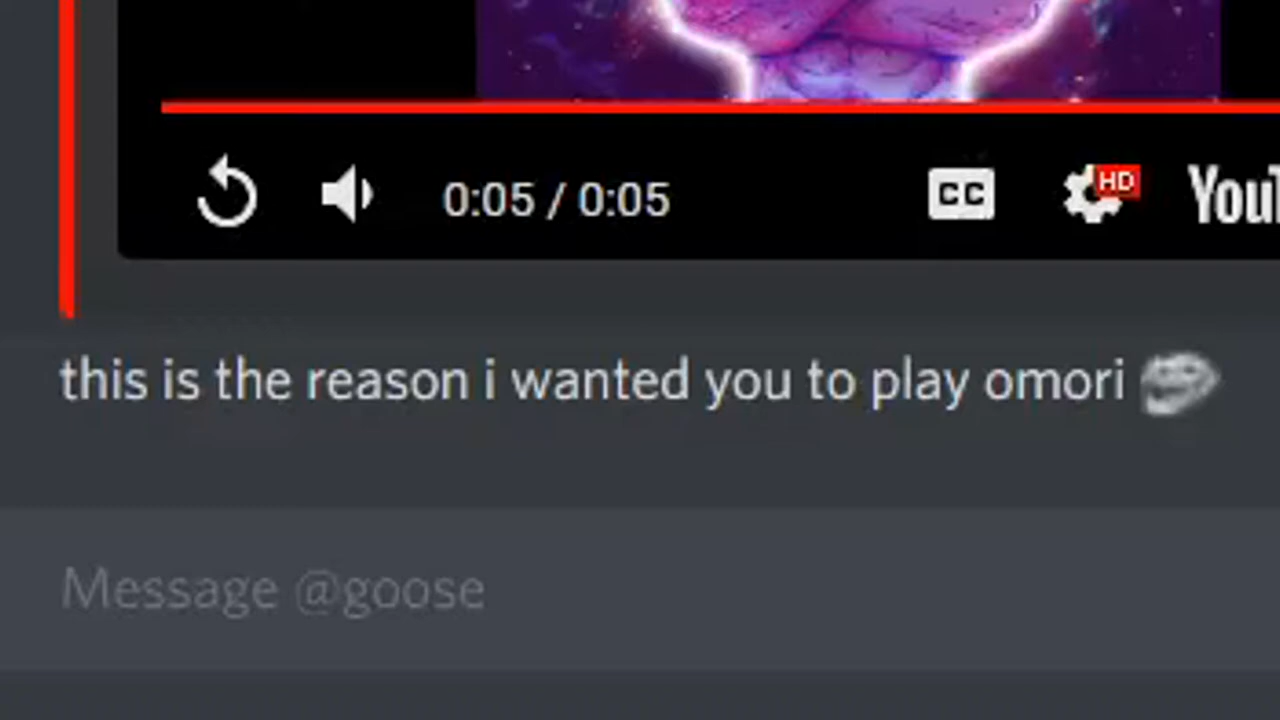 0:05 / 0:05 CC HD YouT
this is the reason i wanted you to play omori
Message @goose